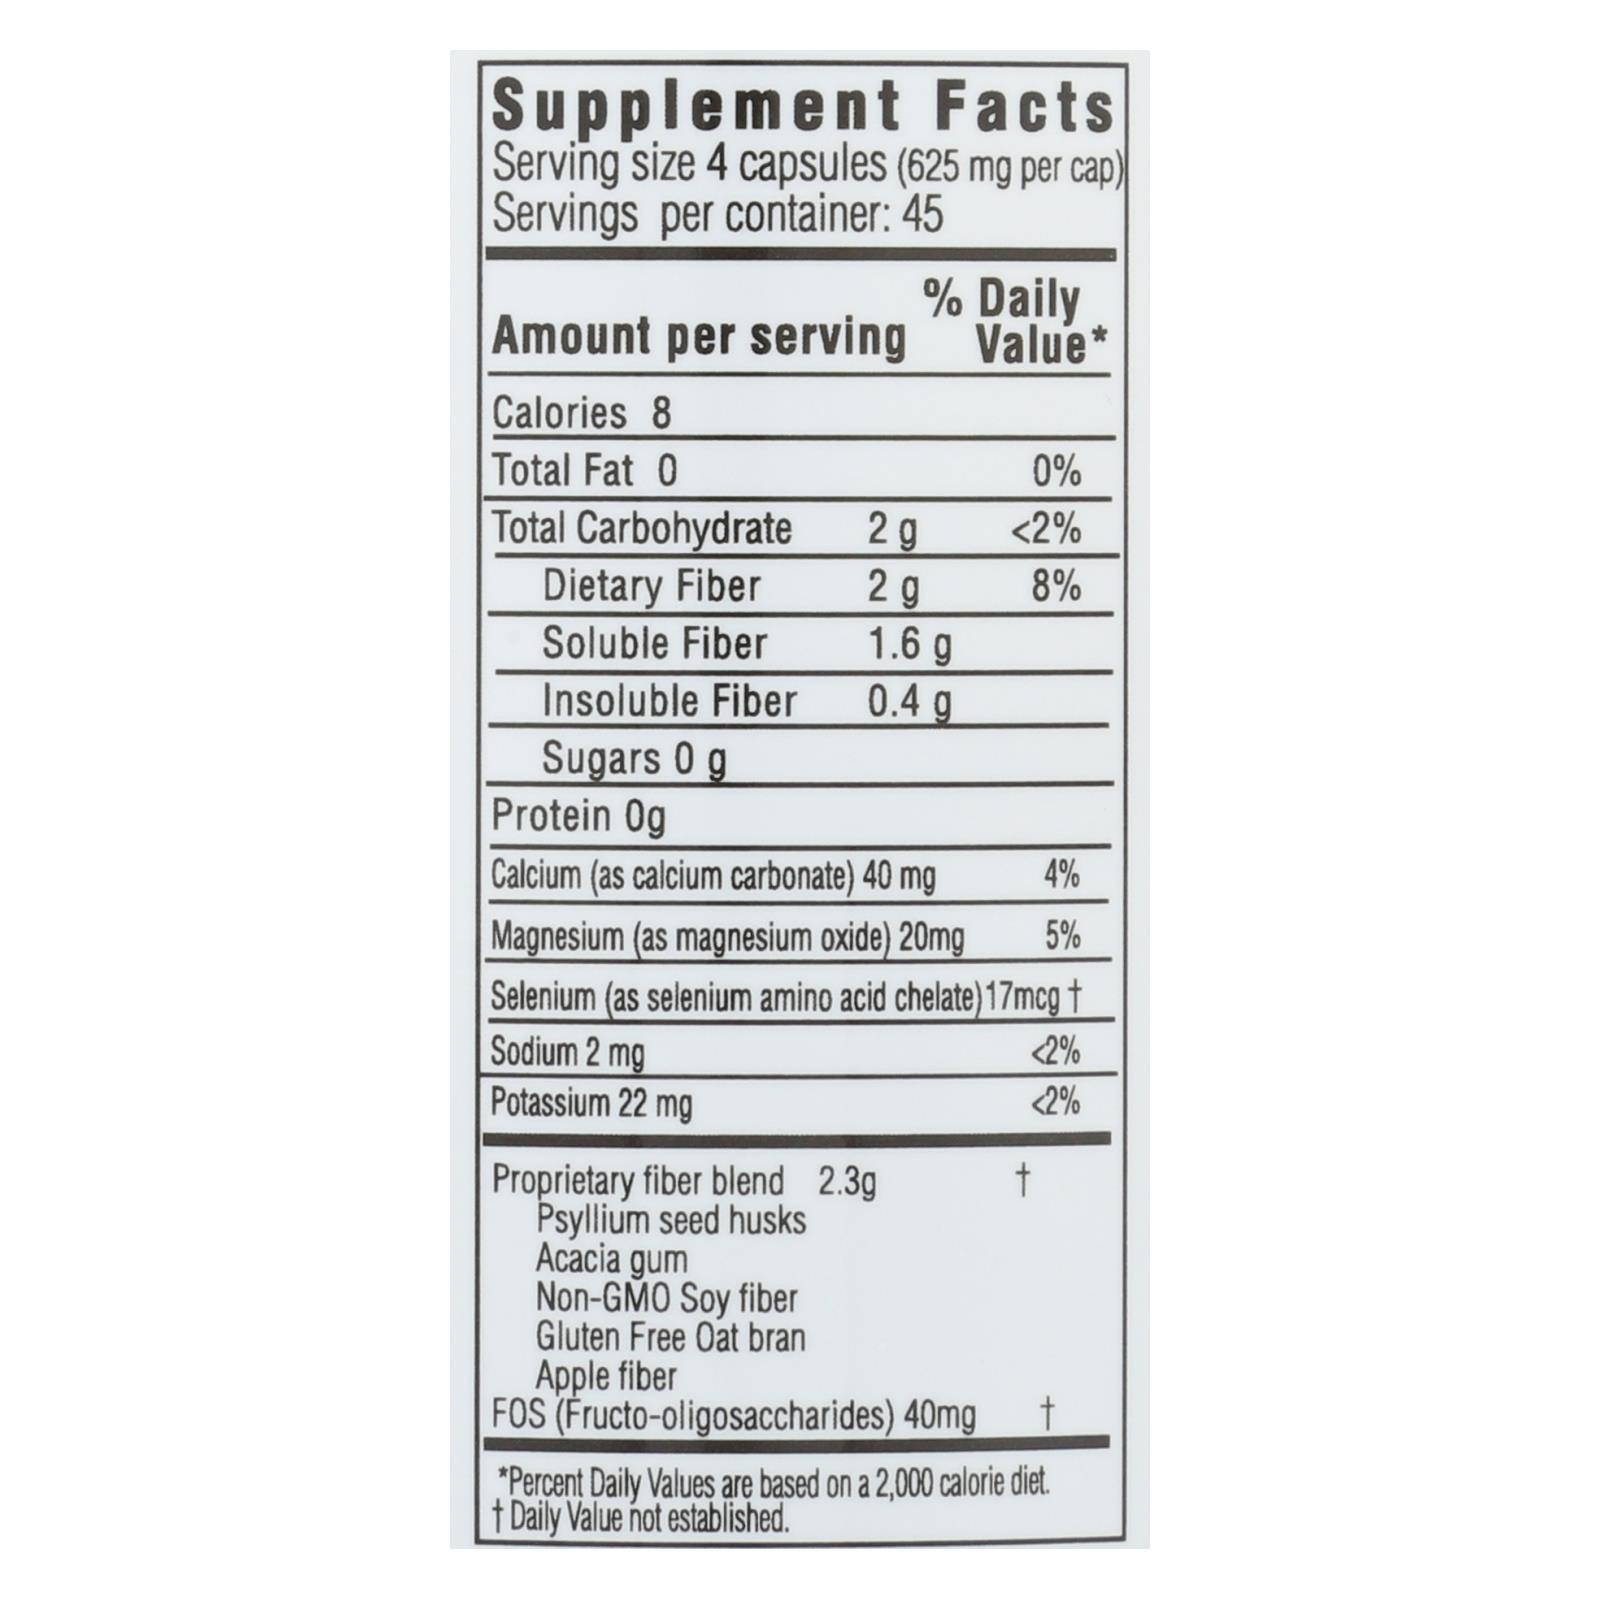 Supplement Facts
Serving size 4 capsules (625 mg per cap)
Servings per container: 45
% Daily
Amount per serving Value*
Calories 8
Total Fat 0 0%
Total Carbohydrate 2 g <2%
Dietary Fiber 2 g 8%
Soluble Fiber 1.6 g
Insoluble Fiber 0.4 g
Sugars 0 g
Protein 0g
Calcium (as calcium carbonate) 40 mg 4%
Magnesium (as magnesium oxide) 20mg 5%
Selenium (as selenium amino acid chelate) 17mcg †
Sodium 2 mg <2%
Potassium 22 mg <2%
Proprietary fiber blend 2.3g †
Psyllium seed husks
Acacia gum
Non-GMO Soy fiber
Gluten Free Oat bran
Apple fiber
FOS (Fructo-oligosaccharides) 40mg †
*Percent Daily Values are based on a 2,000 calorie diet.
† Daily Value not established.